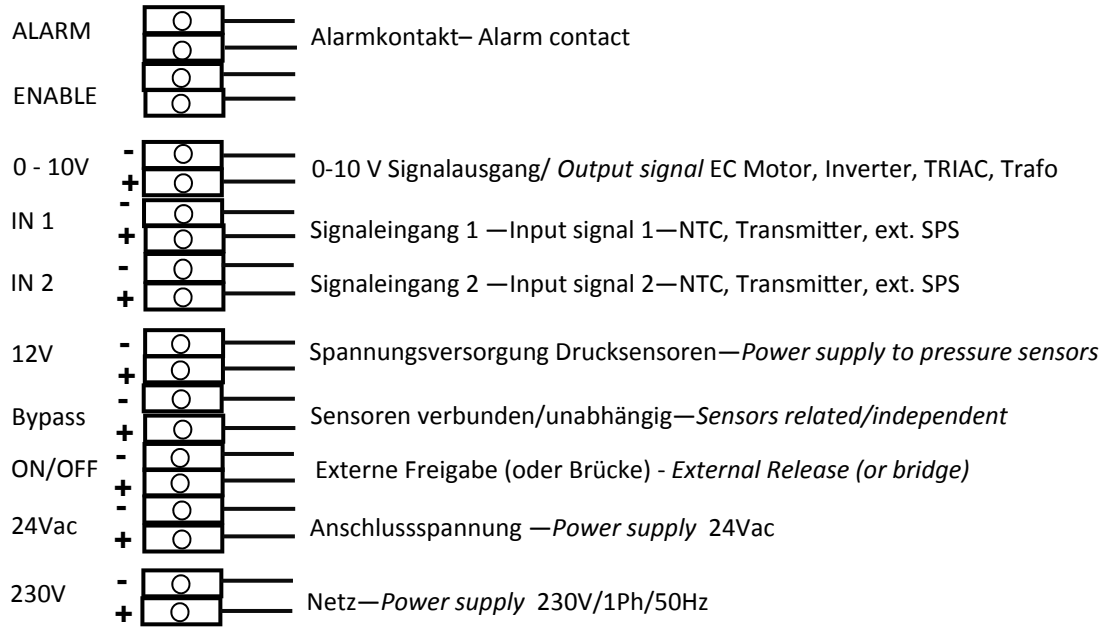 ALARM
Alarmkontakt– Alarm contact
ENABLE
0 - 10V - 0-10 V Signalausgang/ Output signal EC Motor, Inverter, TRIAC, Trafo
+
-
IN 1 Signaleingang 1 —Input signal 1—NTC, Transmitter, ext. SPS
+
-
IN 2 Signaleingang 2 —Input signal 2—NTC, Transmitter, ext. SPS
+
-
12V Spannungsversorgung Drucksensoren—Power supply to pressure sensors
+
-
Bypass Sensoren verbunden/unabhängig—Sensors related/independent
+
-
ON/OFF Externe Freigabe (oder Brücke) - External Release (or bridge)
+
-
24Vac Anschlussspannung —Power supply 24Vac
+
-
230V Netz—Power supply 230V/1Ph/50Hz
+